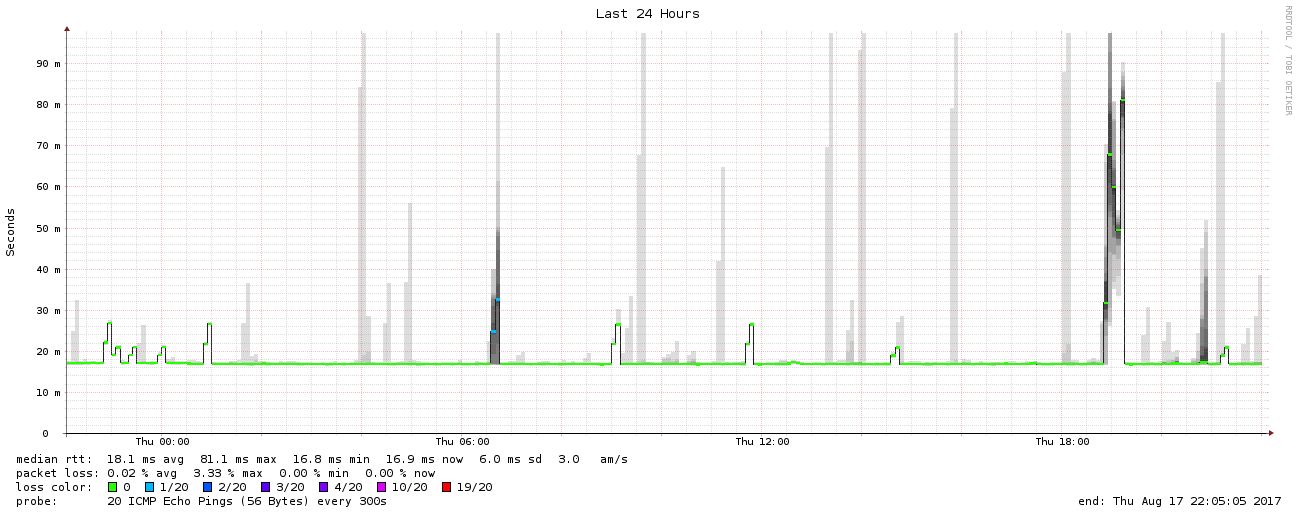 Last 24 Hours
RRDTOOL / TOBI OETIKER
Seconds
90 m
80 m
70 m
60 m
50 m
40 m
30 m
20 m
10 m
0
Thu 00:00 Thu 06:00 Thu 12:00 Thu 18:00
median rtt: 18.1 ms avg 81.1 ms max 16.8 ms min 16.9 ms now 6.0 ms sd 3.0 am/s
packet loss: 0.02 % avg 3.33 % max 0.00 % min 0.00 % now
loss color: 0 1/20 2/20 3/20 4/20 10/20 19/20
probe: 20 ICMP Echo Pings (56 Bytes) every 300s end: Thu Aug 17 22:05:05 2017